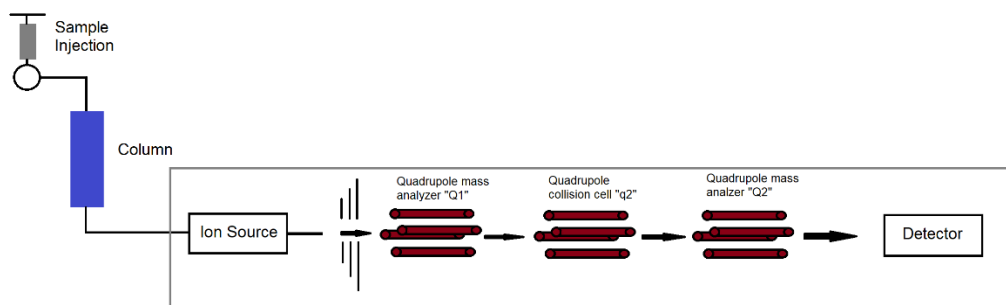 Sample
Injection
Column
Ion Source
Quadrupole mass
analyzer "Q1"
Quadrupole
collision cell "q2"
Quadrupole mass
analzer "Q2"
Detector